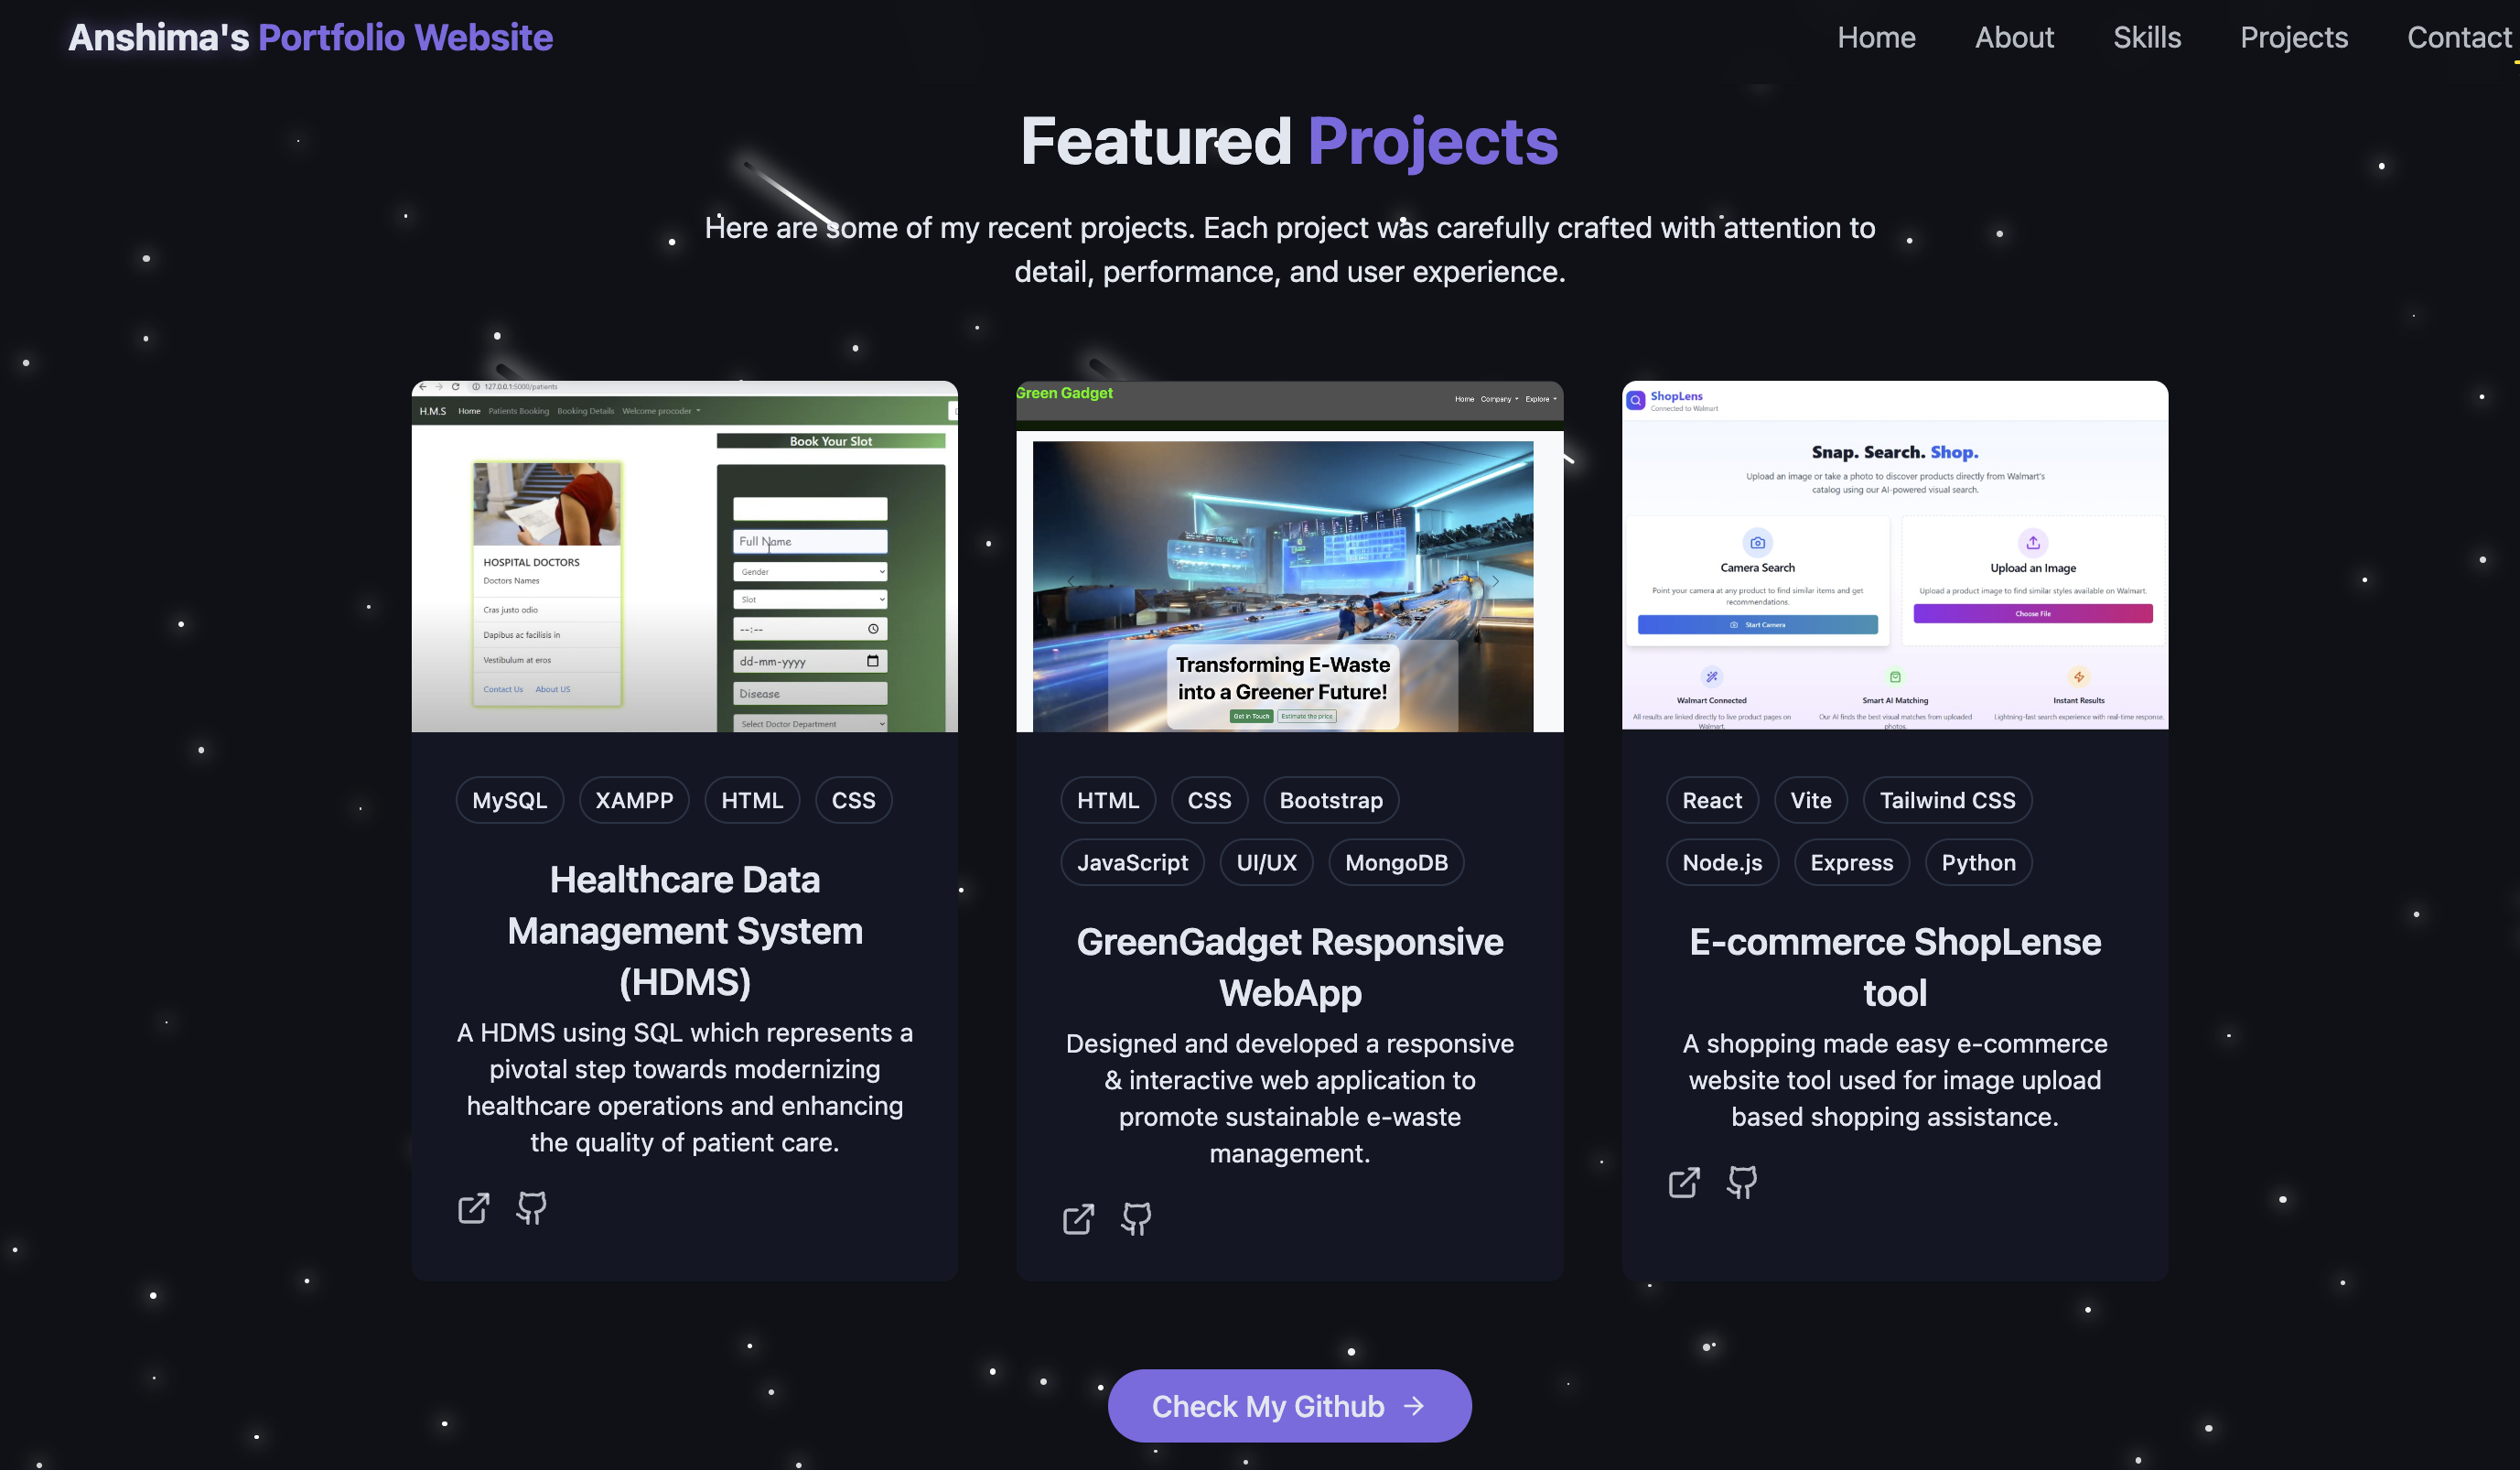 Anshima's Portfolio Website
Home About Skills Projects Contact
Featured Projects
Here are some of my recent projects. Each project was carefully crafted with attention to
detail, performance, and user experience.
127.0.0.1:5000/patients
H.M.S Home Patients Booking Booking Details Welcome procoder
Book Your Slot
Full Name
Gender
Slot
--:--
dd-mm-yyyy
Disease
Select Doctor Department
HOSPITAL DOCTORS
Doctors Names
Cras justo odio
Dapibus ac facilisis in
Vestibulum at eros
Contact Us About US
MySQL XAMPP HTML CSS
Healthcare Data
Management System
(HDMS)
A HDMS using SQL which represents a
pivotal step towards modernizing
healthcare operations and enhancing
the quality of patient care.
Green Gadget
Home Company Explore
Transforming E-Waste
into a Greener Future!
Get in Touch Estimate the price
HTML CSS Bootstrap
JavaScript UI/UX MongoDB
GreenGadget Responsive
WebApp
Designed and developed a responsive
& interactive web application to
promote sustainable e-waste
management.
ShopLens
Connected to Walmart
Snap. Search. Shop.
Upload an image or take a photo to discover products directly from Walmart's
catalog using our AI-powered visual search.
Camera Search
Point your camera at any product to find similar items and get
recommendations.
Start Camera
Upload an Image
Upload a product image to find similar styles available on Walmart.
Choose File
Walmart Connected
All results are linked directly to live product pages on
Walmart.
Smart AI Matching
Our AI finds the best visual matches from uploaded
photos.
Instant Results
Lightning-fast search experience with real-time response.
React Vite Tailwind CSS
Node.js Express Python
E-commerce ShopLense
tool
A shopping made easy e-commerce
website tool used for image upload
based shopping assistance.
Check My Github